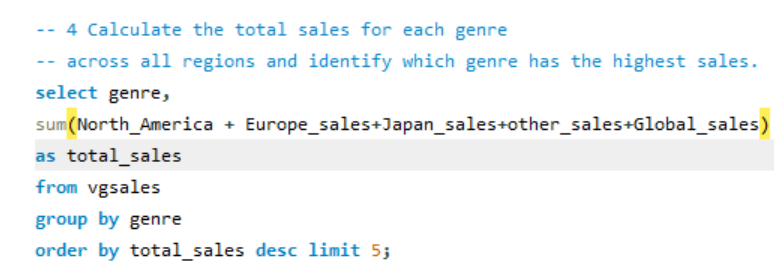 -- 4 Calculate the total sales for each genre
-- across all regions and identify which genre has the highest sales.
select genre,
sum(North_America + Europe_sales+Japan_sales+other_sales+Global_sales)
as total_sales
from vgsales
group by genre
order by total_sales desc limit 5;